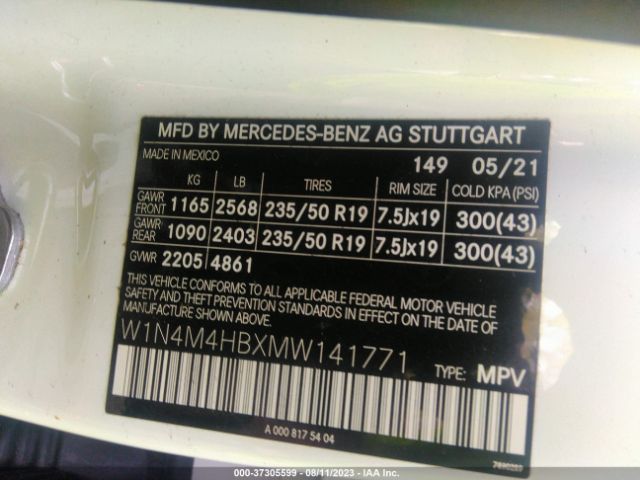 MFD BY MERCEDES-BENZ AG STUTTGART
MADE IN MEXICO 149 05/21
KG LB TIRES RIM SIZE COLD KPA (PSI)
GAWR FRONT 1165 2568 235/50 R19 7.5Jx19 300(43)
GAWR REAR 1090 2403 235/50 R19 7.5Jx19 300(43)
GVWR 2205 4861
THIS VEHICLE CONFORMS TO ALL APPLICABLE FEDERAL MOTOR VEHICLE
SAFETY AND THEFT PREVENTION STANDARDS IN EFFECT ON THE
DATE OF MANUFACTURE SHOWN ABOVE.
W1N4M4HBXMW141771
TYPE: MPV
A 000 817 54 04
000-37305599 - 08/11/2023 - IAA Inc.